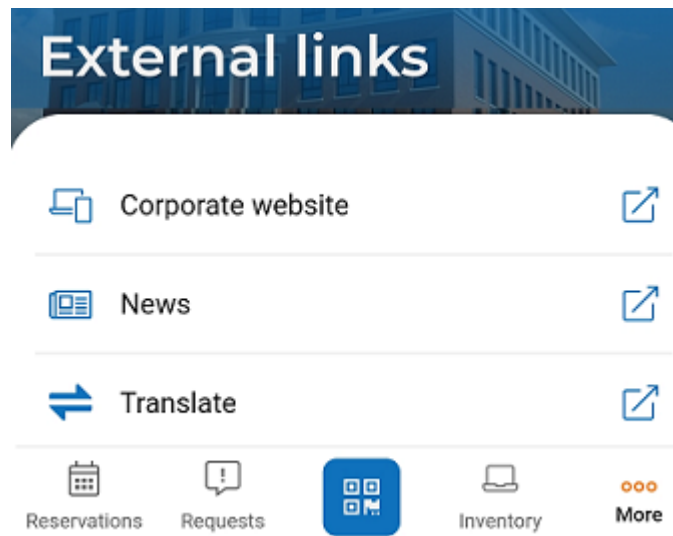 External links
Corporate website
News
Translate
Reservations
Requests
Inventory
More